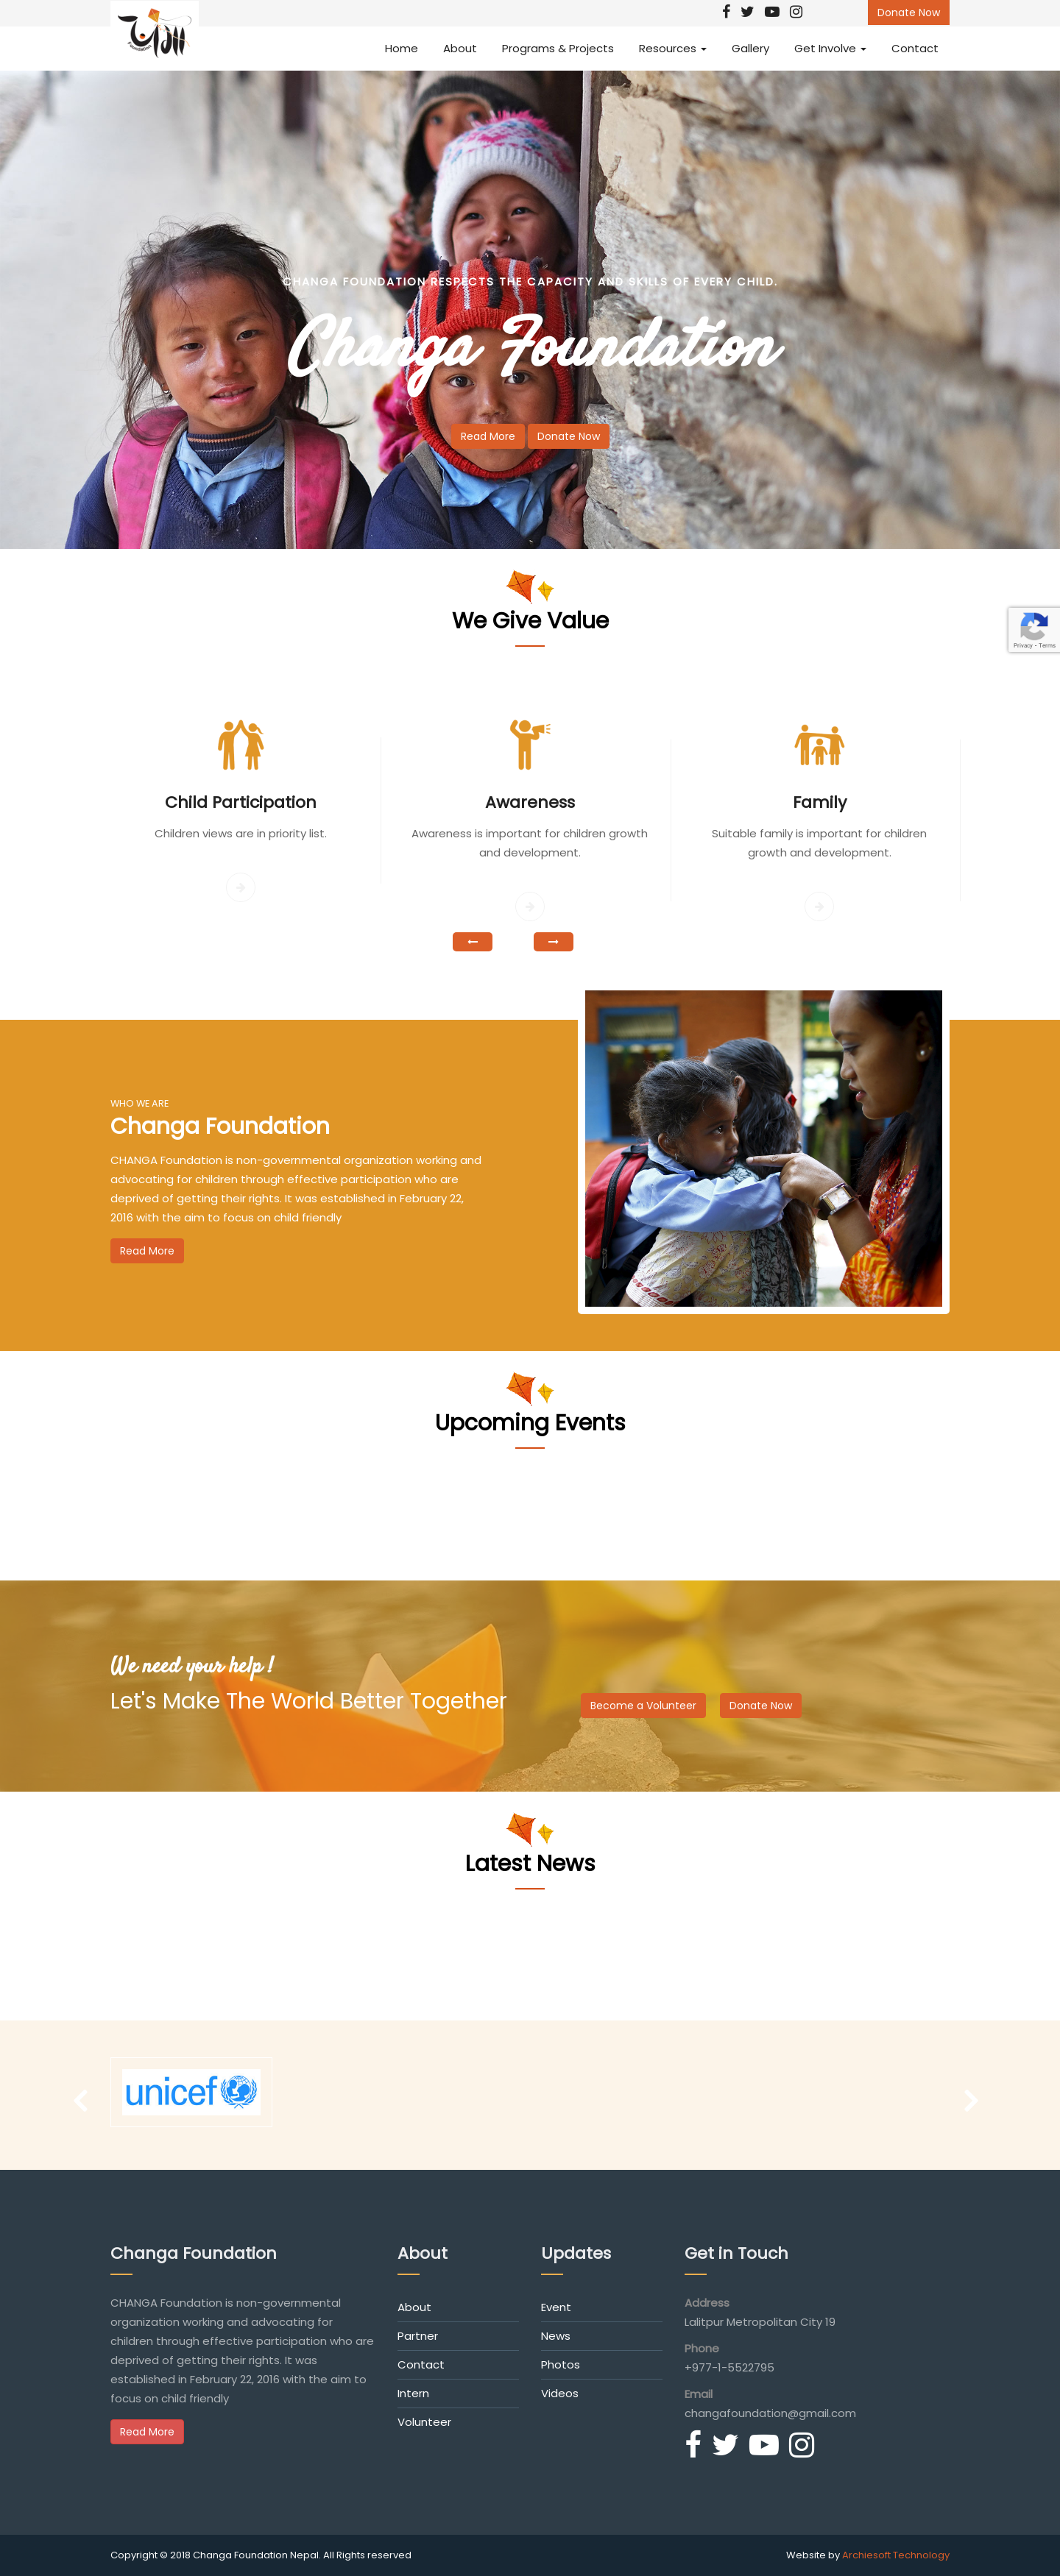 Donate Now
Home About Programs & Projects Resources Gallery Get Involve Contact
CHANGA FOUNDATION RESPECTS THE CAPACITY AND SKILLS OF EVERY CHILD.
Changa Foundation
Read More Donate Now
We Give Value
Privacy - Terms
Child Participation
Children views are in priority list.
Awareness
Awareness is important for children growth
and development.
Family
Suitable family is important for children
growth and development.
WHO WE ARE
Changa Foundation
CHANGA Foundation is non-governmental organization working and
advocating for children through effective participation who are
deprived of getting their rights. It was established in February 22,
2016 with the aim to focus on child friendly
Read More
Upcoming Events
We need your help !
Let's Make The World Better Together
Become a Volunteer Donate Now
Latest News
unicef
Changa Foundation
CHANGA Foundation is non-governmental
organization working and advocating for
children through effective participation who are
deprived of getting their rights. It was
established in February 22, 2016 with the aim to
focus on child friendly
Read More
About
About
Partner
Contact
Intern
Volunteer
Updates
Event
News
Photos
Videos
Get in Touch
Address
Lalitpur Metropolitan City 19
Phone
+977-1-5522795
Email
changafoundation@gmail.com
Copyright © 2018 Changa Foundation Nepal. All Rights reserved
Website by Archiesoft Technology